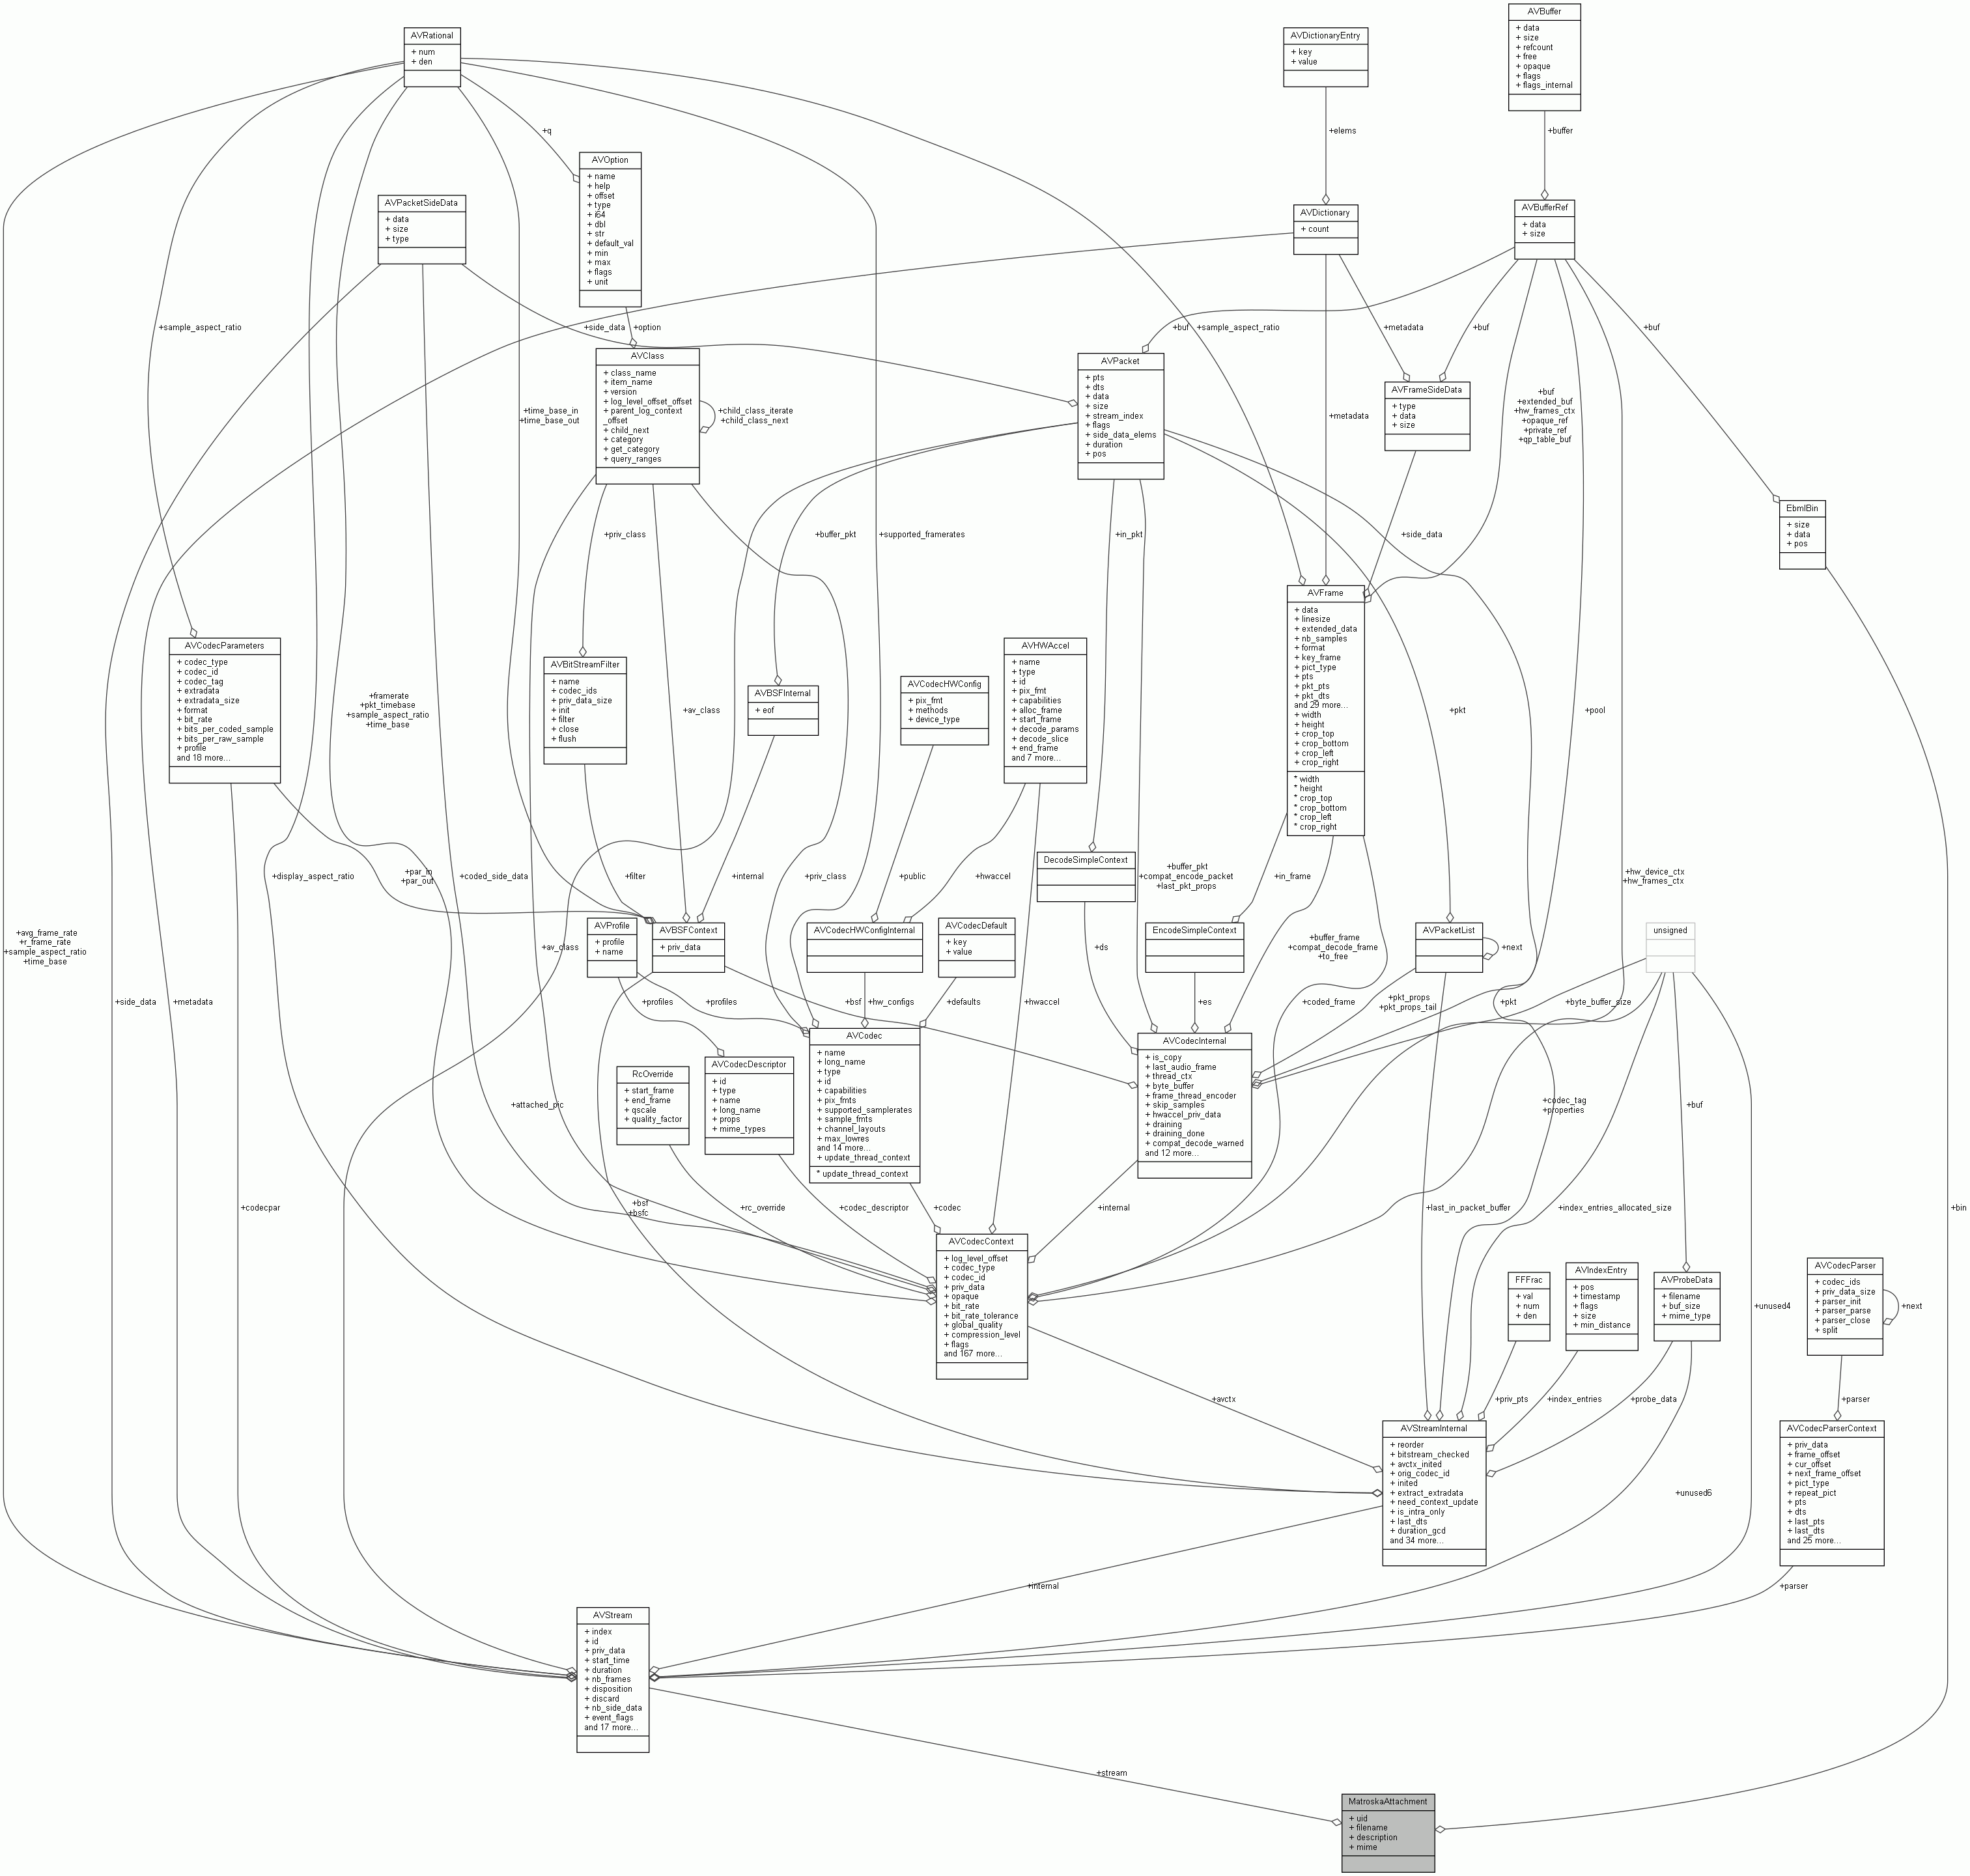 AVBuffer
+ data
+ size
+ refcount
+ free
+ opaque
+ flags
+ flags_internal
AVRational
+ num
+ den
AVDictionaryEntry
+ key
+ value
+q
+elems
+buffer
AVOption
+ name
+ help
+ offset
+ type
+ i64
+ dbl
+ str
+ default_val
+ min
+ max
+ flags
+ unit
AVPacketSideData
+ data
+ size
+ type
AVDictionary
+ count
AVBufferRef
+ data
+ size
+sample_aspect_ratio
+side_data
+option
+buf
+sample_aspect_ratio
+metadata
+buf
+buf
AVClass
+ class_name
+ item_name
+ version
+ log_level_offset_offset
+ parent_log_context
_offset
+ child_next
+ category
+ get_category
+ query_ranges
+child_class_iterate
+child_class_next
+time_base_in
+time_base_out
AVPacket
+ pts
+ dts
+ data
+ size
+ stream_index
+ flags
+ side_data_elems
+ duration
+ pos
+metadata
AVFrameSideData
+ type
+ data
+ size
+buf
+extended_buf
+hw_frames_ctx
+opaque_ref
+private_ref
+qp_table_buf
EbmlBin
+ size
+ data
+ pos
+priv_class
+buffer_pkt
+supported_framerates
+in_pkt
+side_data
AVFrame
+ data
+ linesize
+ extended_data
+ nb_samples
+ format
+ key_frame
+ pict_type
+ pts
+ pkt_pts
+ pkt_dts
and 29 more...
+ width
+ height
+ crop_top
+ crop_bottom
+ crop_left
+ crop_right
* width
* height
* crop_top
* crop_bottom
* crop_left
* crop_right
AVCodecParameters
+ codec_type
+ codec_id
+ codec_tag
+ extradata
+ extradata_size
+ format
+ bit_rate
+ bits_per_coded_sample
+ bits_per_raw_sample
+ profile
and 18 more...
+framerate
+pkt_timebase
+sample_aspect_ratio
+time_base
AVBitStreamFilter
+ name
+ codec_ids
+ priv_data_size
+ init
+ filter
+ close
+ flush
+av_class
AVBSFInternal
+ eof
AVCodecHWConfig
+ pix_fmt
+ methods
+ device_type
AVHWAccel
+ name
+ type
+ id
+ pix_fmt
+ capabilities
+ alloc_frame
+ start_frame
+ decode_params
+ decode_slice
+ end_frame
and 7 more...
+pkt
+pool
DecodeSimpleContext
+display_aspect_ratio
+par_in
+par_out
+coded_side_data
+filter
+internal
+priv_class
+public
+hwaccel
+buffer_pkt
+compat_encode_packet
+last_pkt_props
+in_frame
+hw_device_ctx
+hw_frames_ctx
+avg_frame_rate
+r_frame_rate
+sample_aspect_ratio
+time_base
+av_class
AVProfile
+ profile
+ name
AVBSFContext
+ priv_data
AVCodecHWConfigInternal
AVCodecDefault
+ key
+ value
+ds
EncodeSimpleContext
+buffer_frame
+compat_decode_frame
+to_free
AVPacketList
+next
unsigned
+side_data
+metadata
+profiles
+profiles
+bsf
+hw_configs
+defaults
+hwaccel
+es
+coded_frame
+pkt_props
+pkt_props_tail
+pkt
+byte_buffer_size
AVCodec
+ name
+ long_name
+ type
+ id
+ capabilities
+ pix_fmts
+ supported_samplerates
+ sample_fmts
+ channel_layouts
+ max_lowres
and 14 more...
+ update_thread_context
* update_thread_context
AVCodecInternal
+ is_copy
+ last_audio_frame
+ thread_ctx
+ byte_buffer
+ frame_thread_encoder
+ skip_samples
+ hwaccel_priv_data
+ draining
+ draining_done
+ compat_decode_warned
and 12 more...
RcOverride
+ start_frame
+ end_frame
+ qscale
+ quality_factor
AVCodecDescriptor
+ id
+ type
+ name
+ long_name
+ props
+ mime_types
+attached_pic
+codec_tag
+properties
+buf
+codecpar
+bsf
+bsfc
+rc_override
+codec_descriptor
+codec
+internal
+last_in_packet_buffer
+index_entries_allocated_size
+bin
AVCodecContext
+ log_level_offset
+ codec_type
+ codec_id
+ priv_data
+ opaque
+ bit_rate
+ bit_rate_tolerance
+ global_quality
+ compression_level
+ flags
and 167 more...
FFFrac
+ val
+ num
+ den
AVIndexEntry
+ pos
+ timestamp
+ flags
+ size
+ min_distance
AVProbeData
+ filename
+ buf_size
+ mime_type
+unused4
AVCodecParser
+ codec_ids
+ priv_data_size
+ parser_init
+ parser_parse
+ parser_close
+ split
+next
+avctx
+priv_pts
+index_entries
+probe_data
+parser
AVStreamInternal
+ reorder
+ bitstream_checked
+ avctx_inited
+ orig_codec_id
+ inited
+ extract_extradata
+ need_context_update
+ is_intra_only
+ last_dts
+ duration_gcd
and 34 more...
+unused6
AVCodecParserContext
+ priv_data
+ frame_offset
+ cur_offset
+ next_frame_offset
+ pict_type
+ repeat_pict
+ pts
+ dts
+ last_pts
+ last_dts
and 25 more...
+internal
+parser
AVStream
+ index
+ id
+ priv_data
+ start_time
+ duration
+ nb_frames
+ disposition
+ discard
+ nb_side_data
+ event_flags
and 17 more...
+stream
MatroskaAttachment
+ uid
+ filename
+ description
+ mime